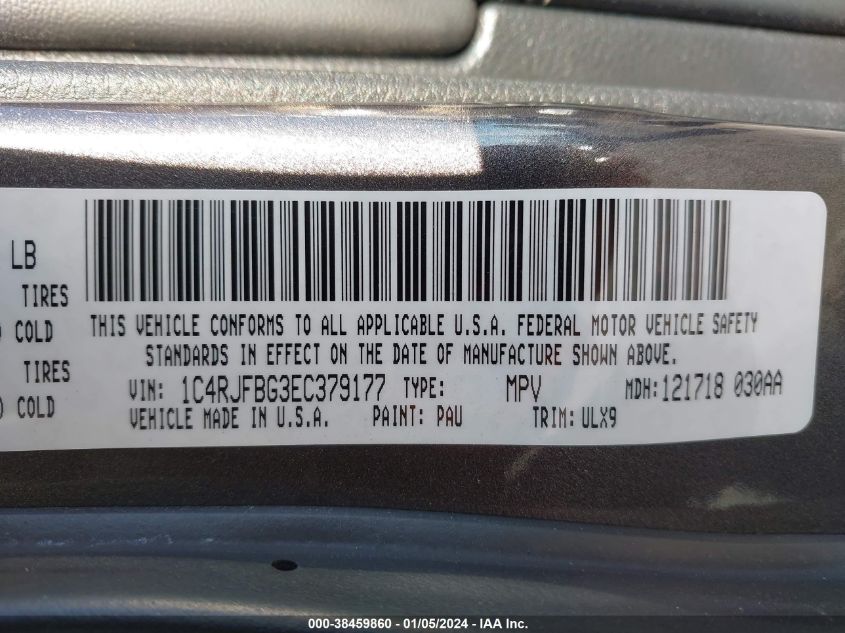 LB
TIRES
COLD
TIRES
COLD
THIS VEHICLE CONFORMS TO ALL APPLICABLE U.S.A. FEDERAL MOTOR VEHICLE SAFETY
STANDARDS IN EFFECT ON THE DATE OF MANUFACTURE SHOWN ABOVE.
VIN: 1C4RJFBG3EC379177 TYPE: MPV MDH:121718 030AA
VEHICLE MADE IN U.S.A. PAINT: PAU TRIM: ULX9
000-38459860 - 01/05/2024 - IAA Inc.